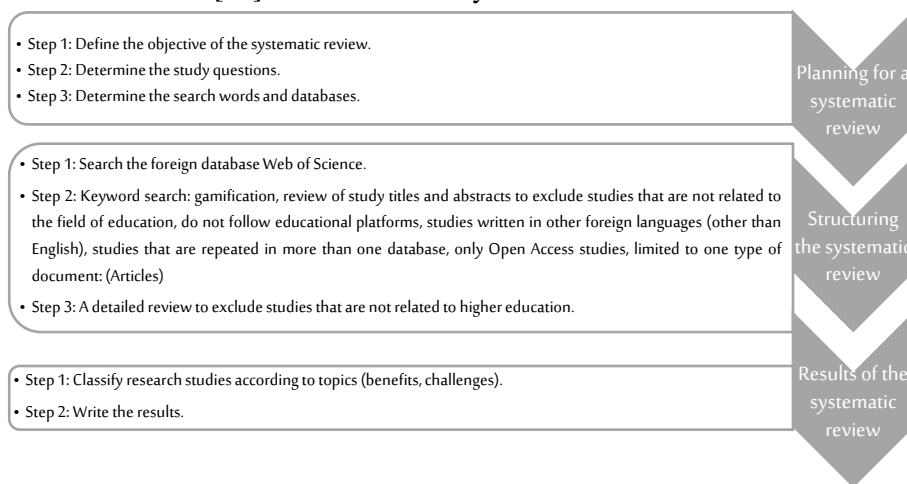 • Step 1: Define the objective of the systematic review.
• Step 2: Determine the study questions.
• Step 3: Determine the search words and databases.
Planning for a
systematic
review
• Step 1: Search the foreign database Web of Science.
• Step 2: Keyword search: gamification, review of study titles and abstracts to exclude studies that are not related to
the field of education, do not follow educational platforms, studies written in other foreign languages (other than
English), studies that are repeated in more than one database, only Open Access studies, limited to one type of
document: (Articles)
• Step 3: A detailed review to exclude studies that are not related to higher education.
Structuring
the systematic
review
• Step 1: Classify research studies according to topics (benefits, challenges).
• Step 2: Write the results.
Results of the
systematic
review